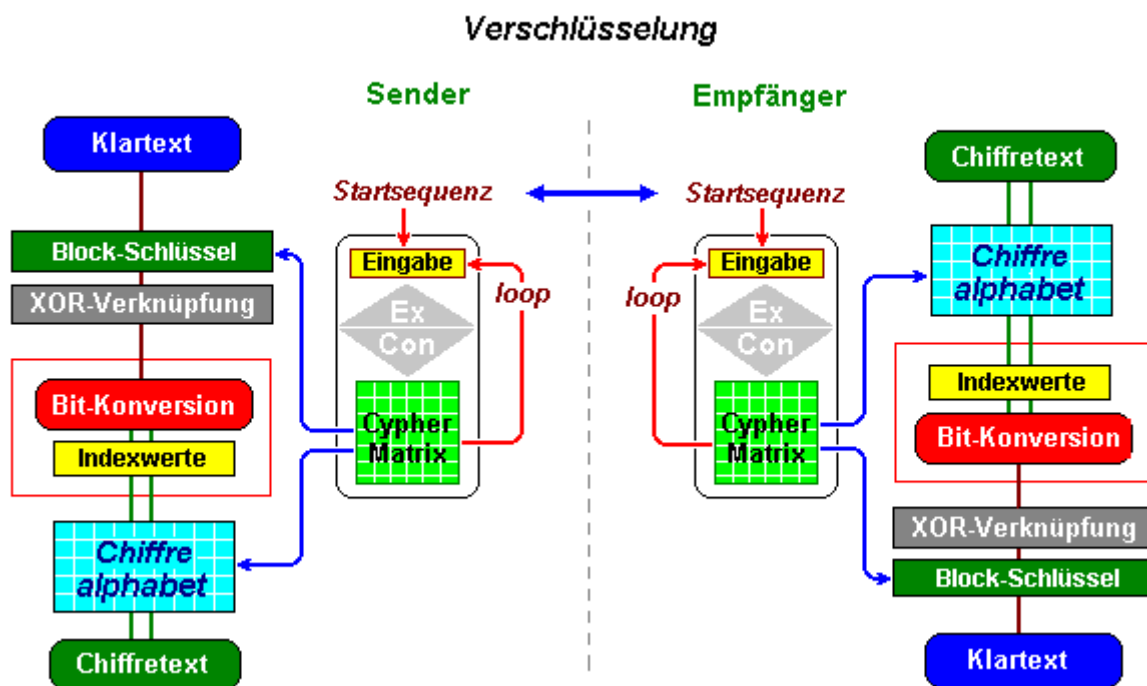 Verschlüsselung
Sender
Klartext
Block-Schlüssel
XOR-Verknüpfung
Bit-Konversion
Indexwerte
Chiffre
alphabet
Chiffretext
Startsequenz
Eingabe
loop
Ex
Con
Cypher
Matrix
Empfänger
Startsequenz
Eingabe
loop
Ex
Con
Cypher
Matrix
Chiffretext
Chiffre
alphabet
Indexwerte
Bit-Konversion
XOR-Verknüpfung
Block-Schlüssel
Klartext